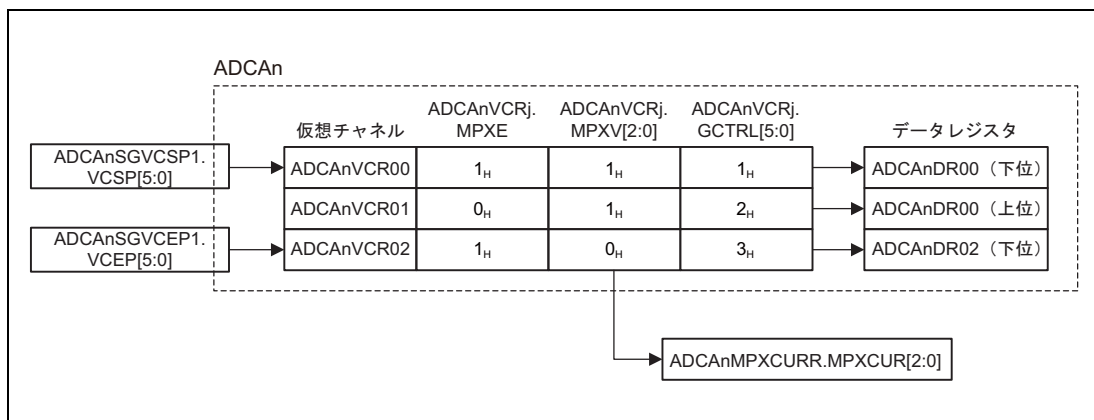 ADCAn
仮想チャネル
ADCAnVCRj.
MPXE
ADCAnVCRj.
MPXV[2:0]
ADCAnVCRj.
GCTRL[5:0]
データレジスタ
ADCAnSGVCSP1.
VCSP[5:0]
ADCAnVCR00 1H 1H 1H ADCAnDR00（下位）
ADCAnVCR01 0H 1H 2H ADCAnDR00（上位）
ADCAnSGVCEP1.
VCEP[5:0]
ADCAnVCR02 1H 0H 3H ADCAnDR02（下位）
ADCAnMPXCURR.MPXCUR[2:0]